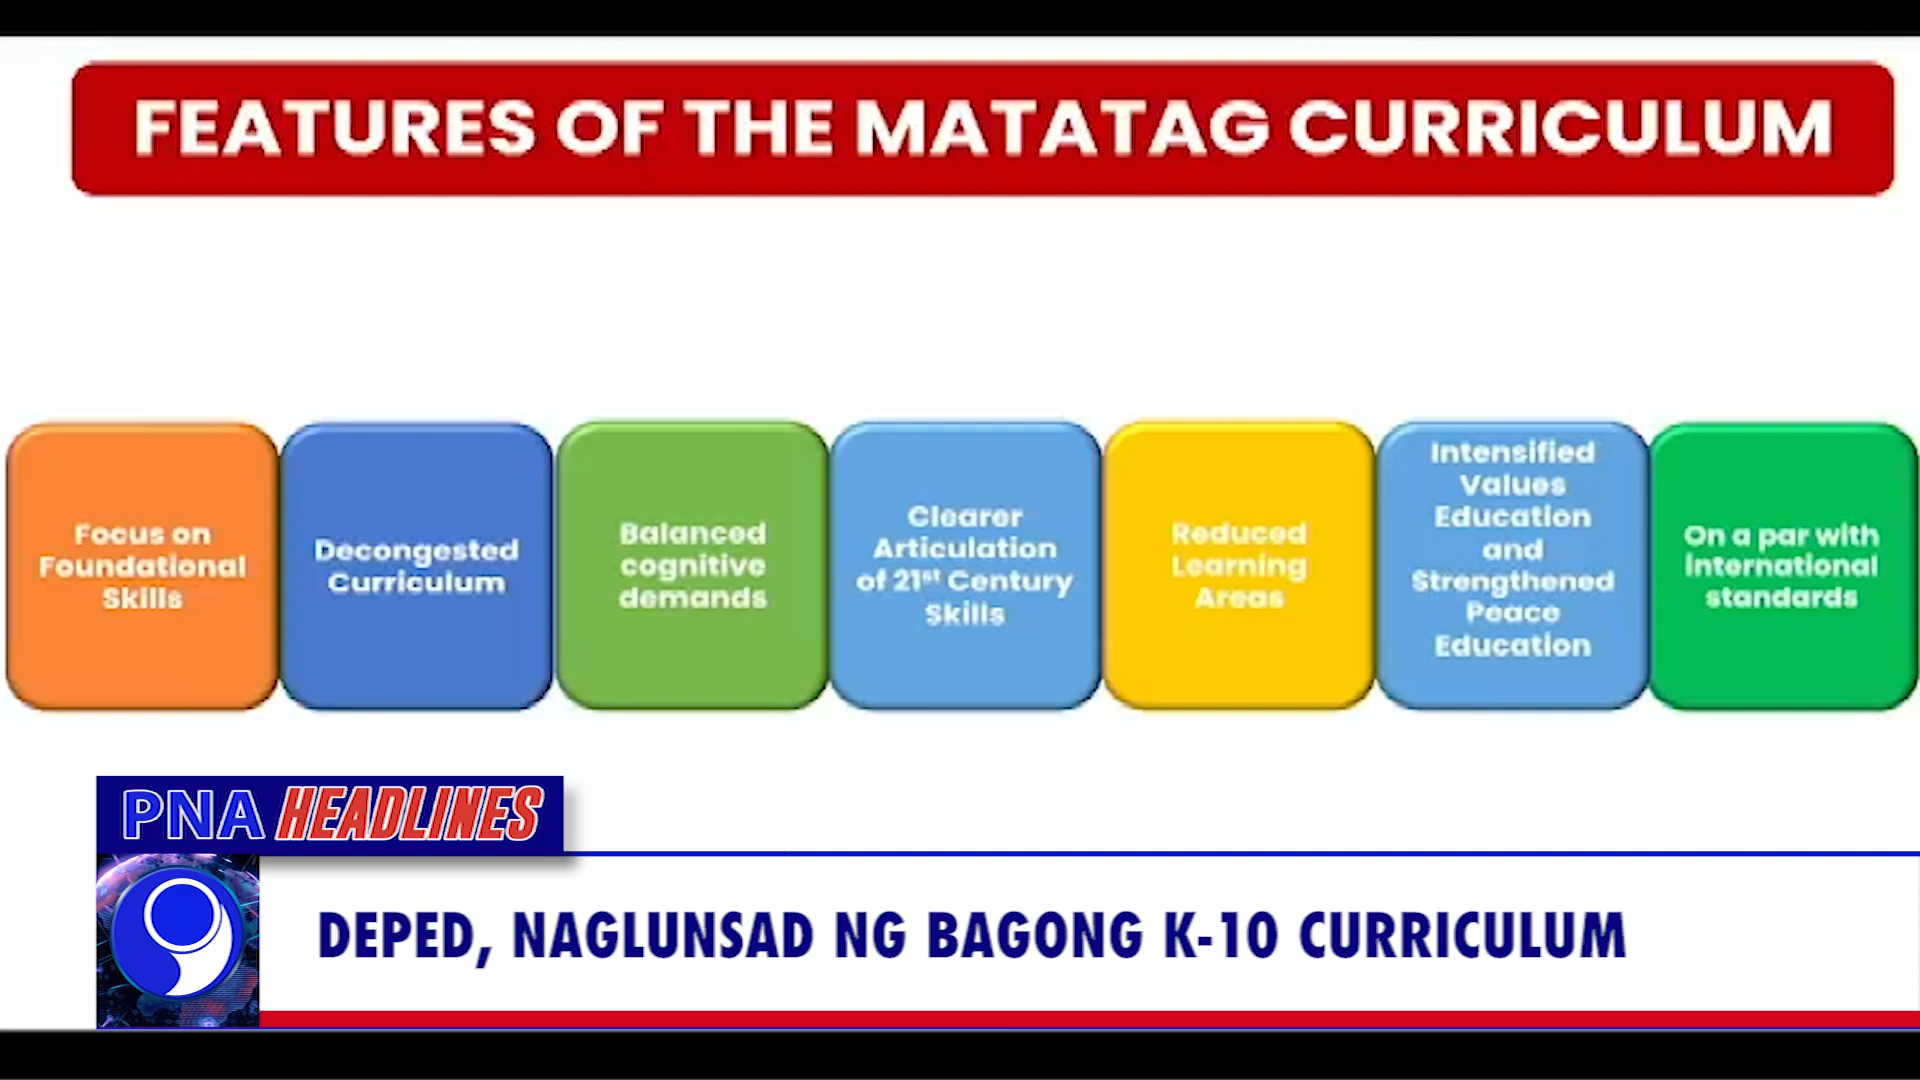 FEATURES OF THE MATATAG CURRICULUM
Focus on
Foundational
Skills
Decongested
Curriculum
Balanced
cognitive
demands
Clearer
Articulation
of 21st Century
Skills
Reduced
Learning
Areas
Intensified
Values
Education
and
Strengthened
Peace
Education
On a par with
international
standards
PNA HEADLINES
DEPED, NAGLUNSAD NG BAGONG K-10 CURRICULUM